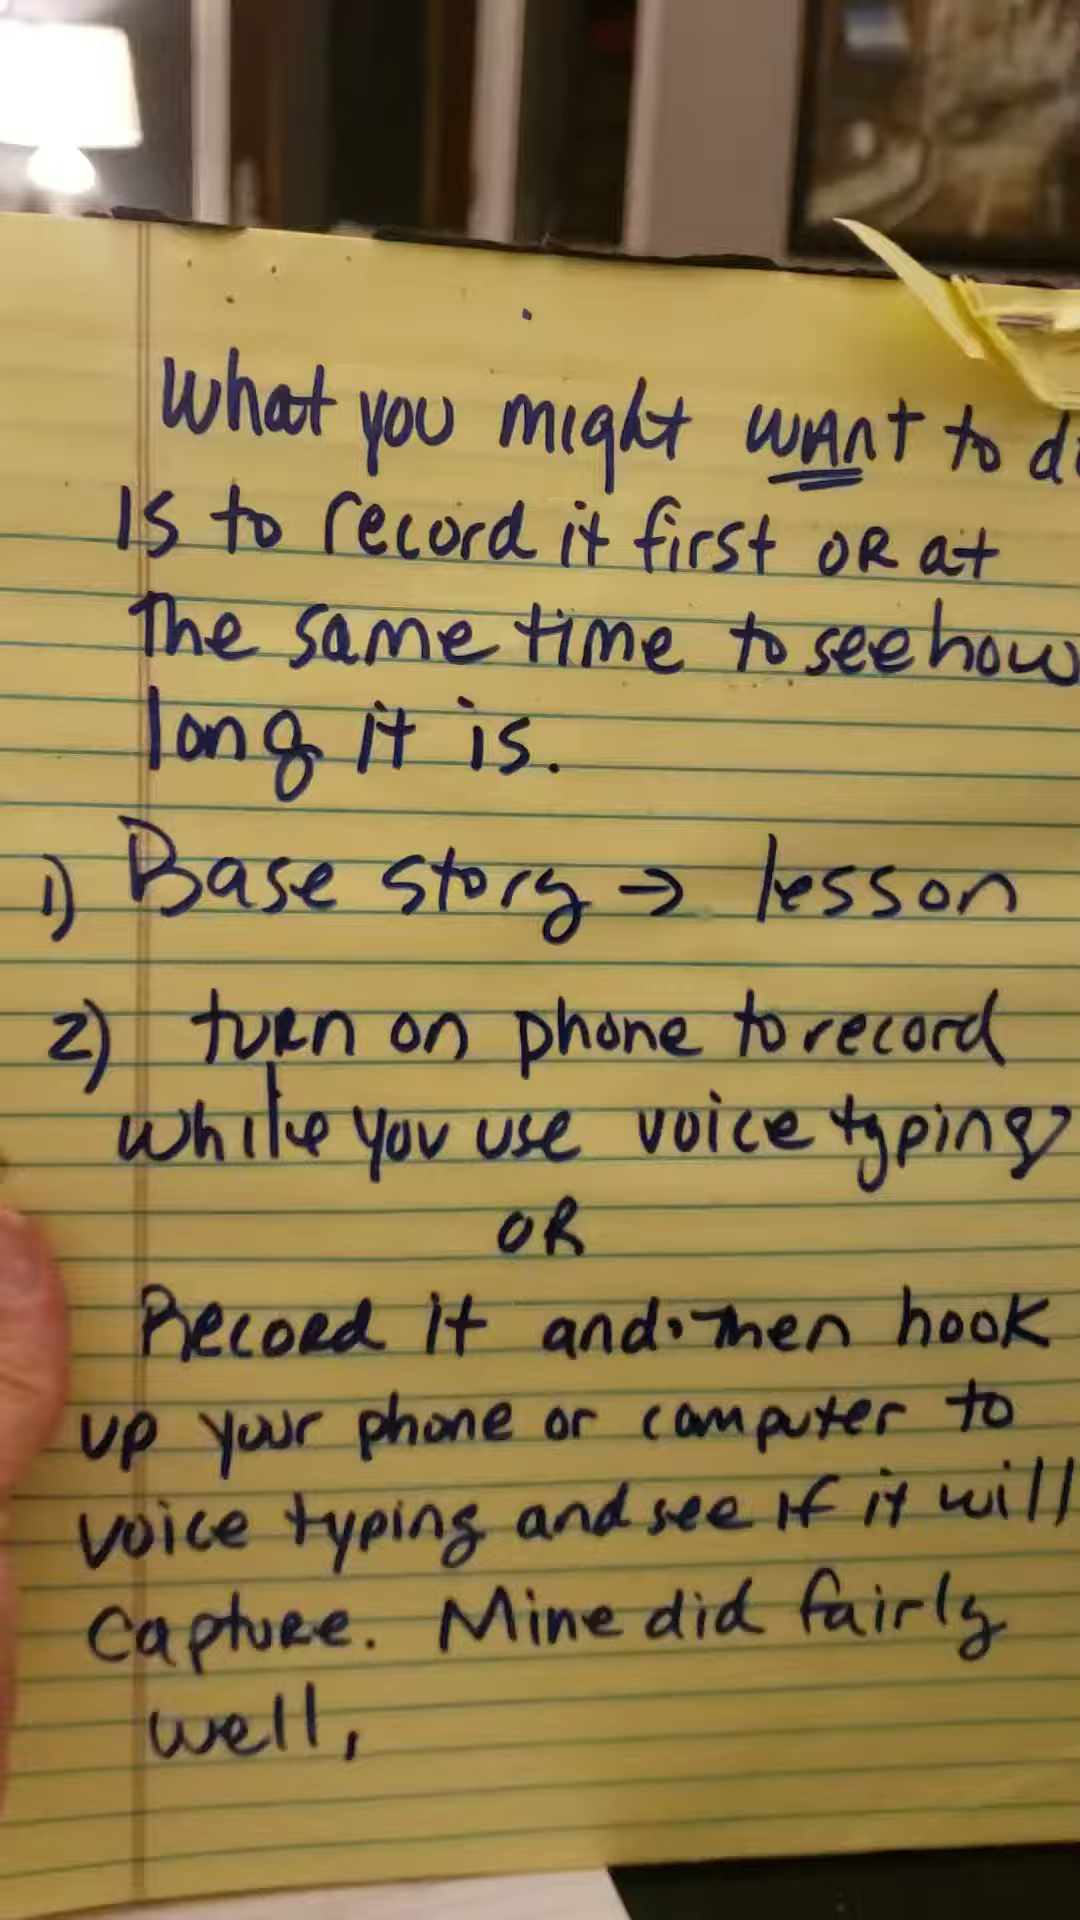 What you might WANT to d
IS to record it first OR at
The same time to see how
long it is.
1) Base story → lesson
2) turn on phone to record
while you use voice typing
OR
Record it and then hook
up your phone or computer to
voice typing and see if it will
capture. Mine did fairly
well,